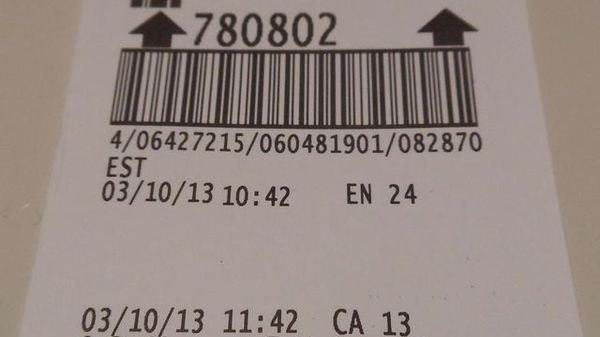 780802
4/06427215/060481901/082870
EST
03/10/13 10:42 EN 24
03/10/13 11:42 CA 13